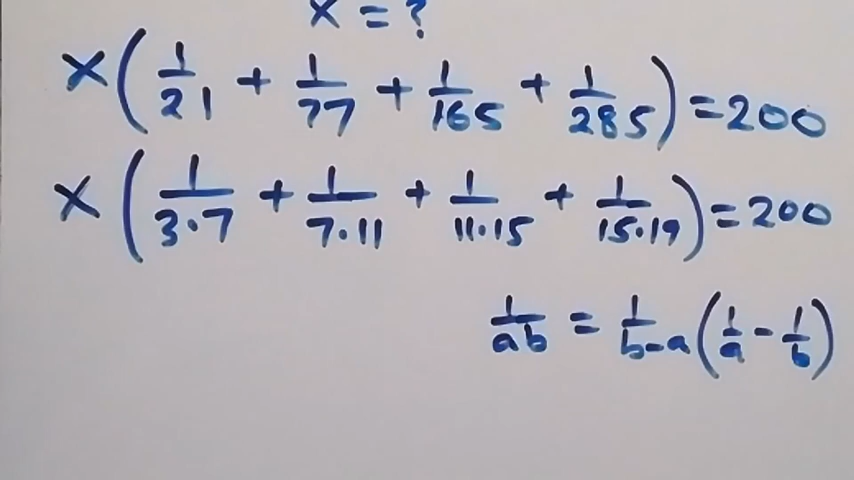 x = ?
x(1/21 + 1/77 + 1/165 + 1/285) = 200
x(1/3·7 + 1/7·11 + 1/11·15 + 1/15·19) = 200
1/ab = 1/b-a(1/a - 1/b)